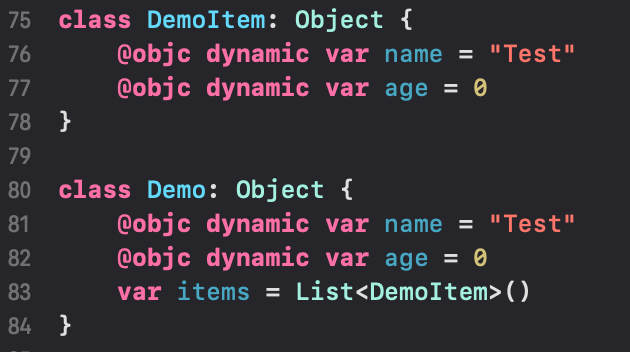 75 class DemoItem: Object {
76     @objc dynamic var name = "Test"
77     @objc dynamic var age = 0
78 }
79
80 class Demo: Object {
81     @objc dynamic var name = "Test"
82     @objc dynamic var age = 0
83     var items = List<DemoItem>()
84 }